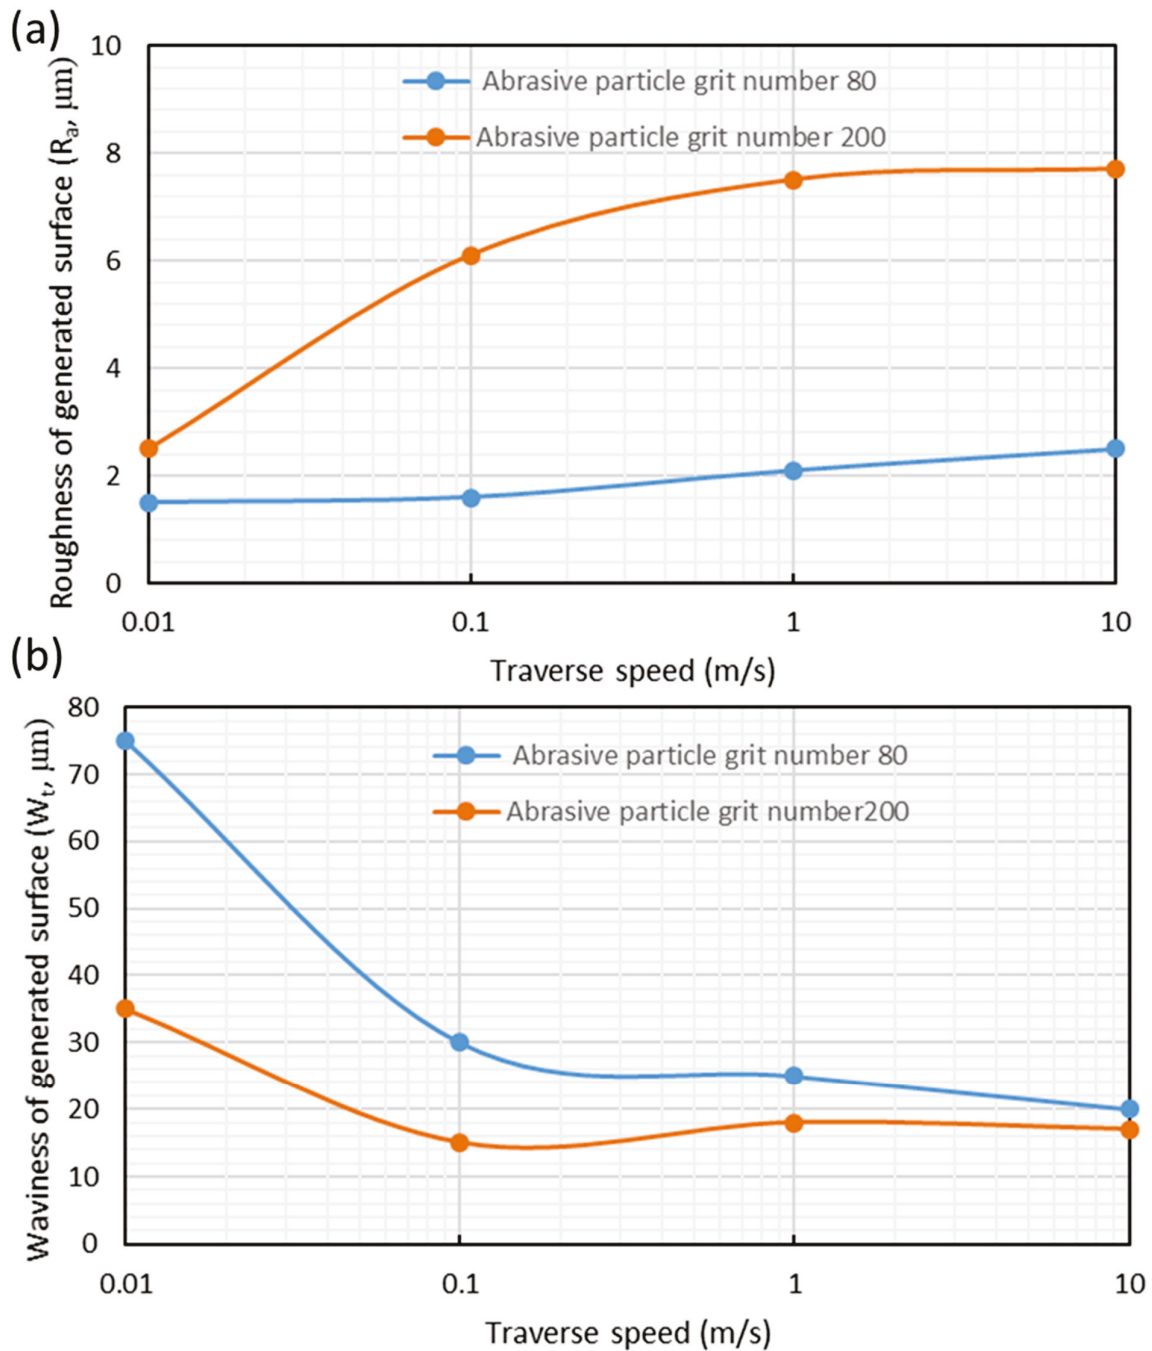 (a)
Roughness of generated surface (Ra, μm)
10
8
6
4
2
0
Abrasive particle grit number 80
Abrasive particle grit number 200
0.01 0.1 1 10
Traverse speed (m/s)
(b)
Waviness of generated surface (Wt, μm)
80
70
60
50
40
30
20
10
0
Abrasive particle grit number 80
Abrasive particle grit number200
0.01 0.1 1 10
Traverse speed (m/s)